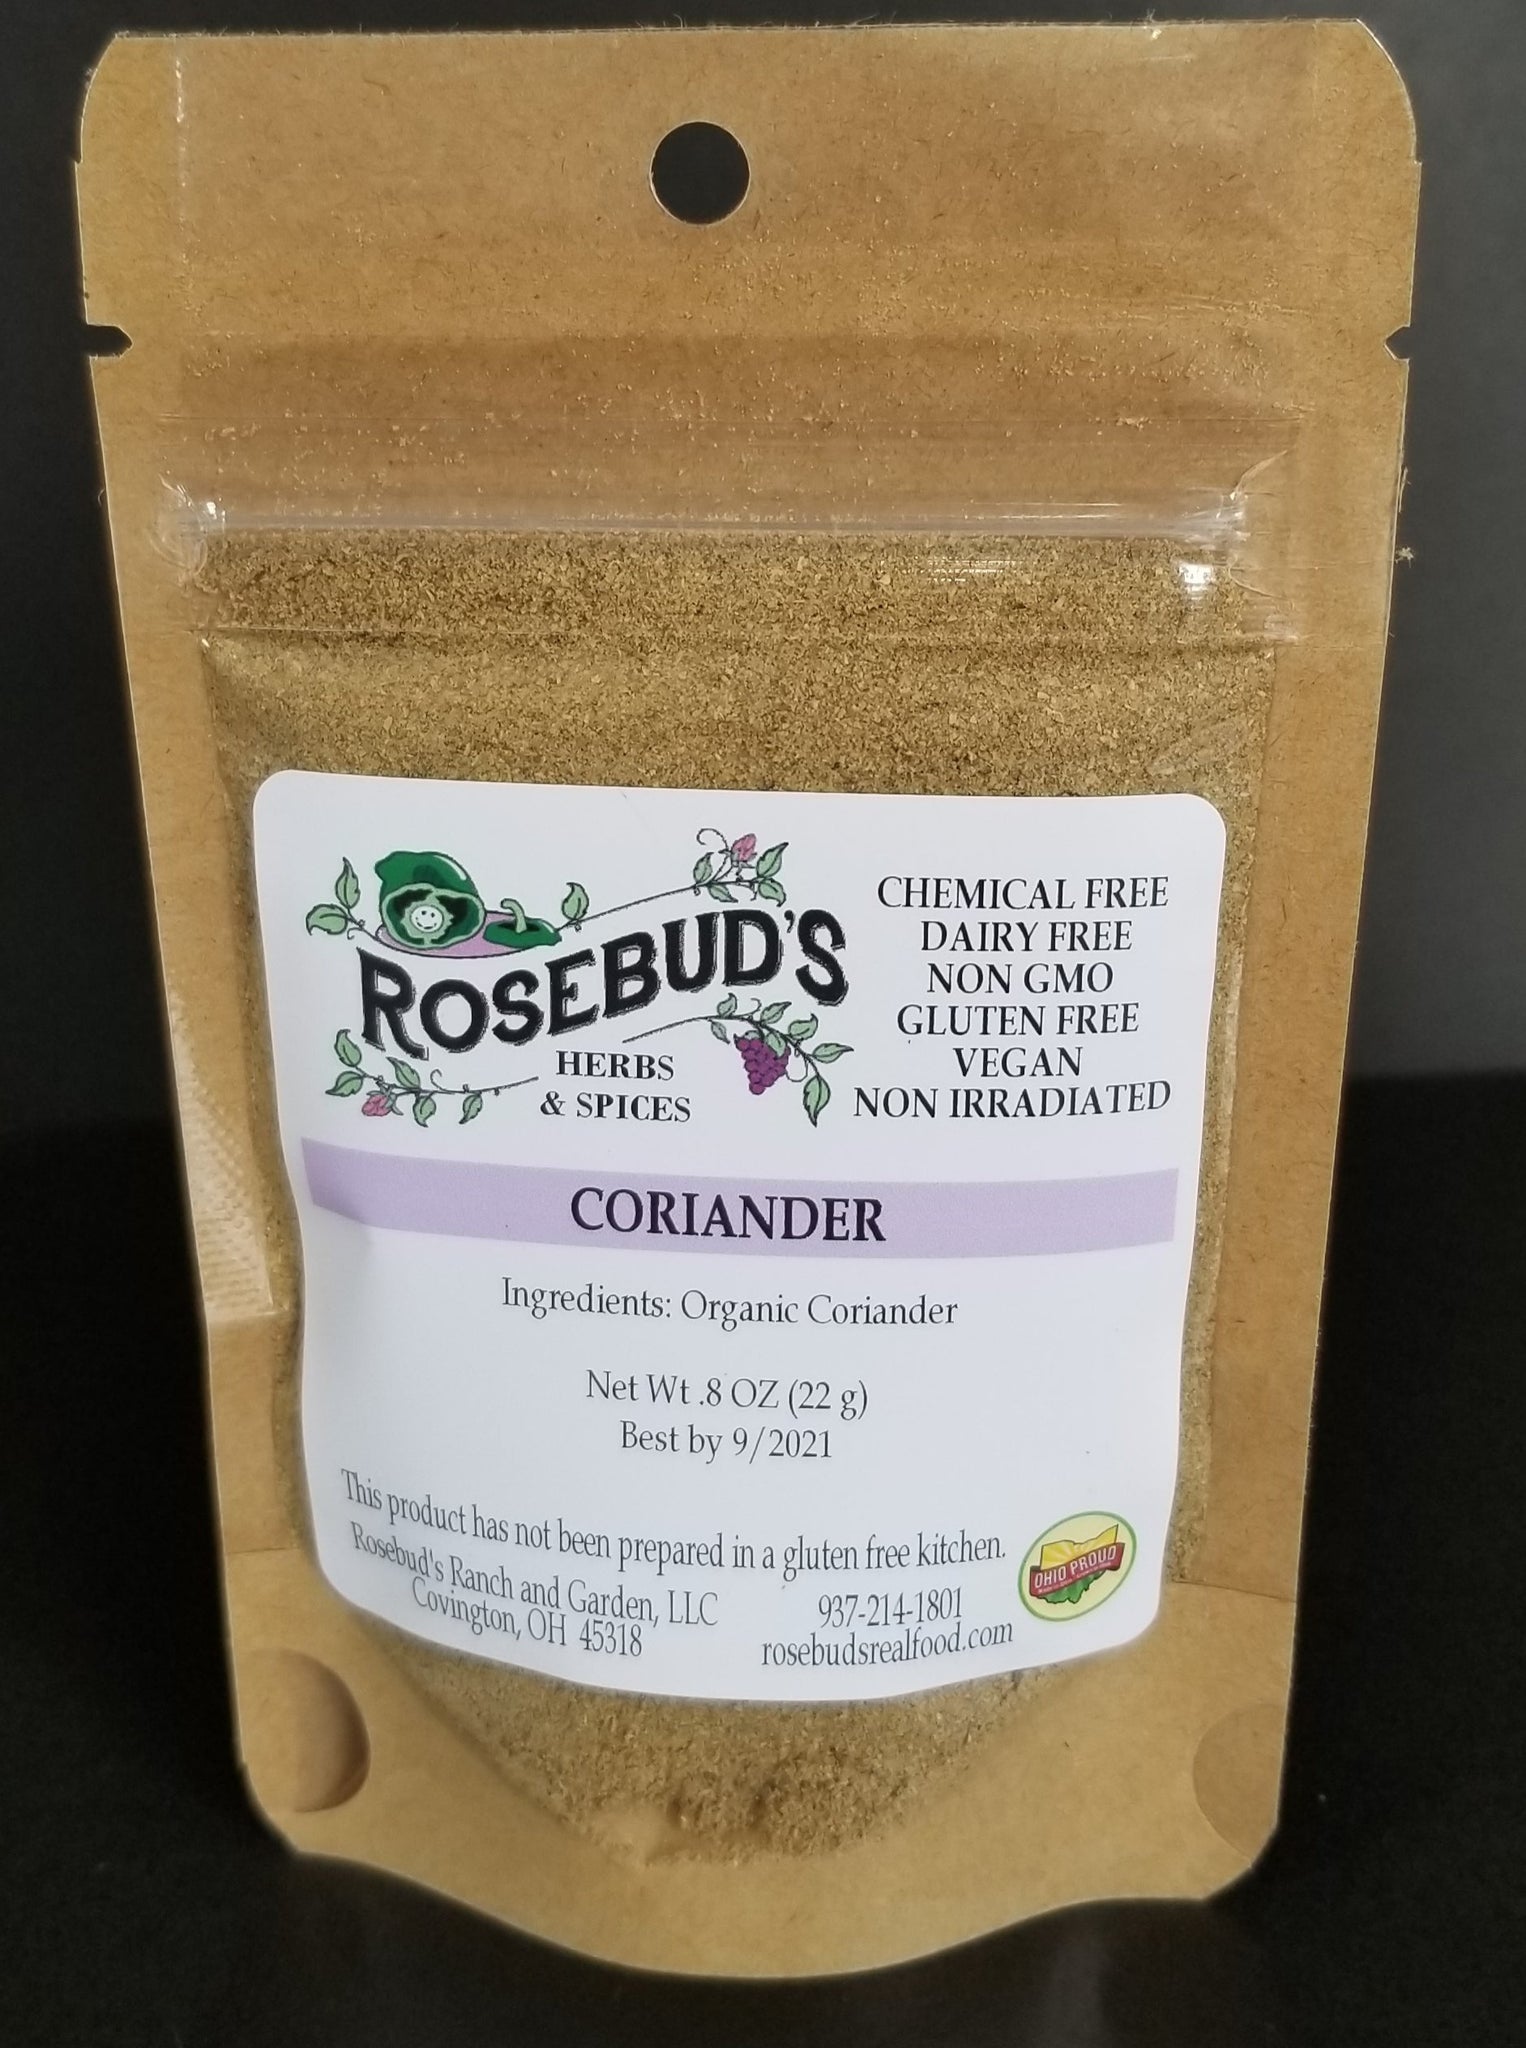 ROSEBUD'S
HERBS
& SPICES
CHEMICAL FREE
DAIRY FREE
NON GMO
GLUTEN FREE
VEGAN
NON IRRADIATED
CORIANDER
Ingredients: Organic Coriander
Net Wt .8 OZ (22 g)
Best by 9/2021
This product has not been prepared in a gluten free kitchen.
Rosebud's Ranch and Garden, LLC
Covington, OH 45318
937-214-1801
rosebudsrealfood.com
OHIO PROUD